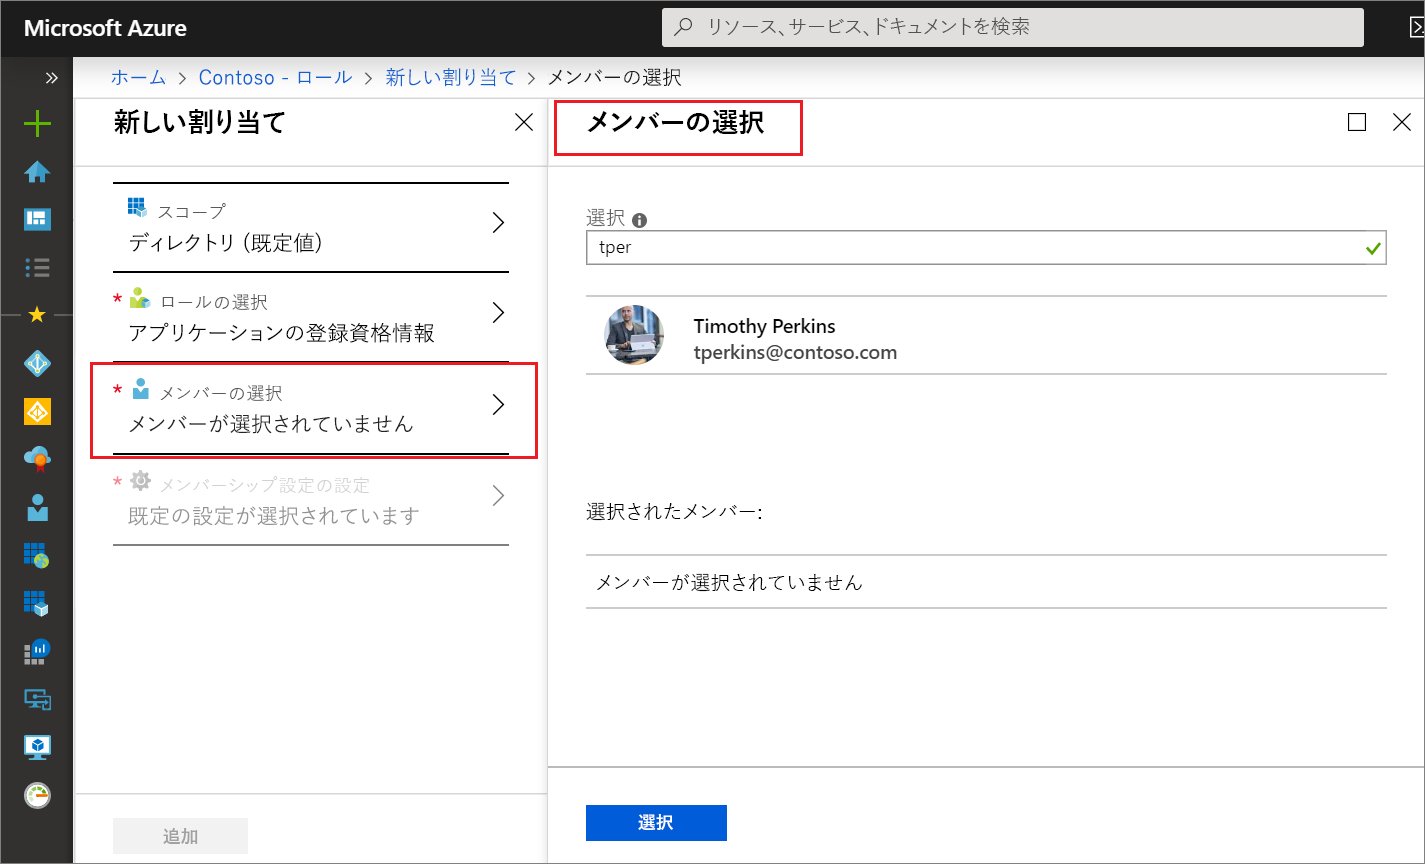 Microsoft Azure
リソース、サービス、ドキュメントを検索
ホーム > Contoso - ロール > 新しい割り当て > メンバーの選択
新しい割り当て
スコープ
ディレクトリ (既定値)
* ロールの選択
アプリケーションの登録資格情報
* メンバーの選択
メンバーが選択されていません
* メンバーシップ設定の設定
既定の設定が選択されています
追加
メンバーの選択
選択
tper
Timothy Perkins
tperkins@contoso.com
選択されたメンバー:
メンバーが選択されていません
選択